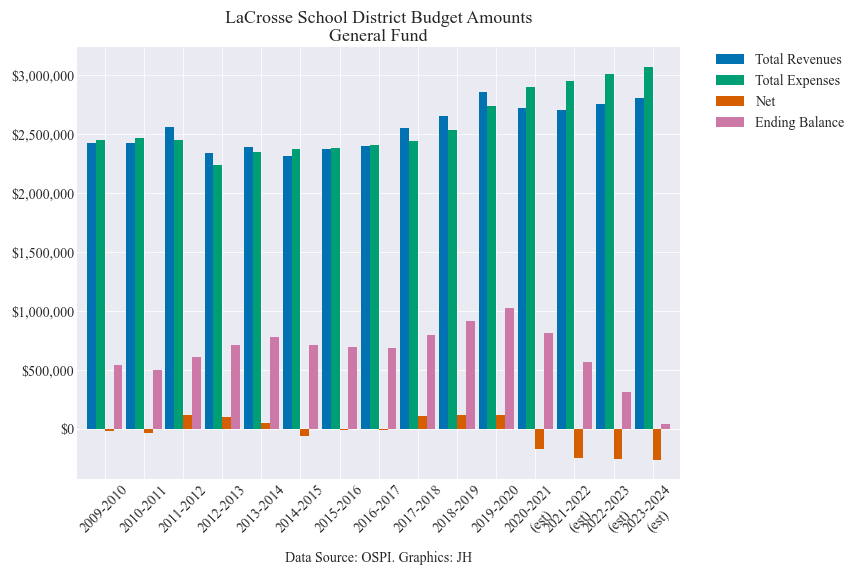 LaCrosse School District Budget Amounts
General Fund
Total Revenues
Total Expenses
Net
Ending Balance
$3,000,000
$2,500,000
$2,000,000
$1,500,000
$1,000,000
$500,000
$0
2009-2010
2010-2011
2011-2012
2012-2013
2013-2014
2014-2015
2015-2016
2016-2017
2017-2018
2018-2019
2019-2020
2020-2021
(est)
2021-2022
(est)
2022-2023
(est)
2023-2024
(est)
Data Source: OSPI. Graphics: JH